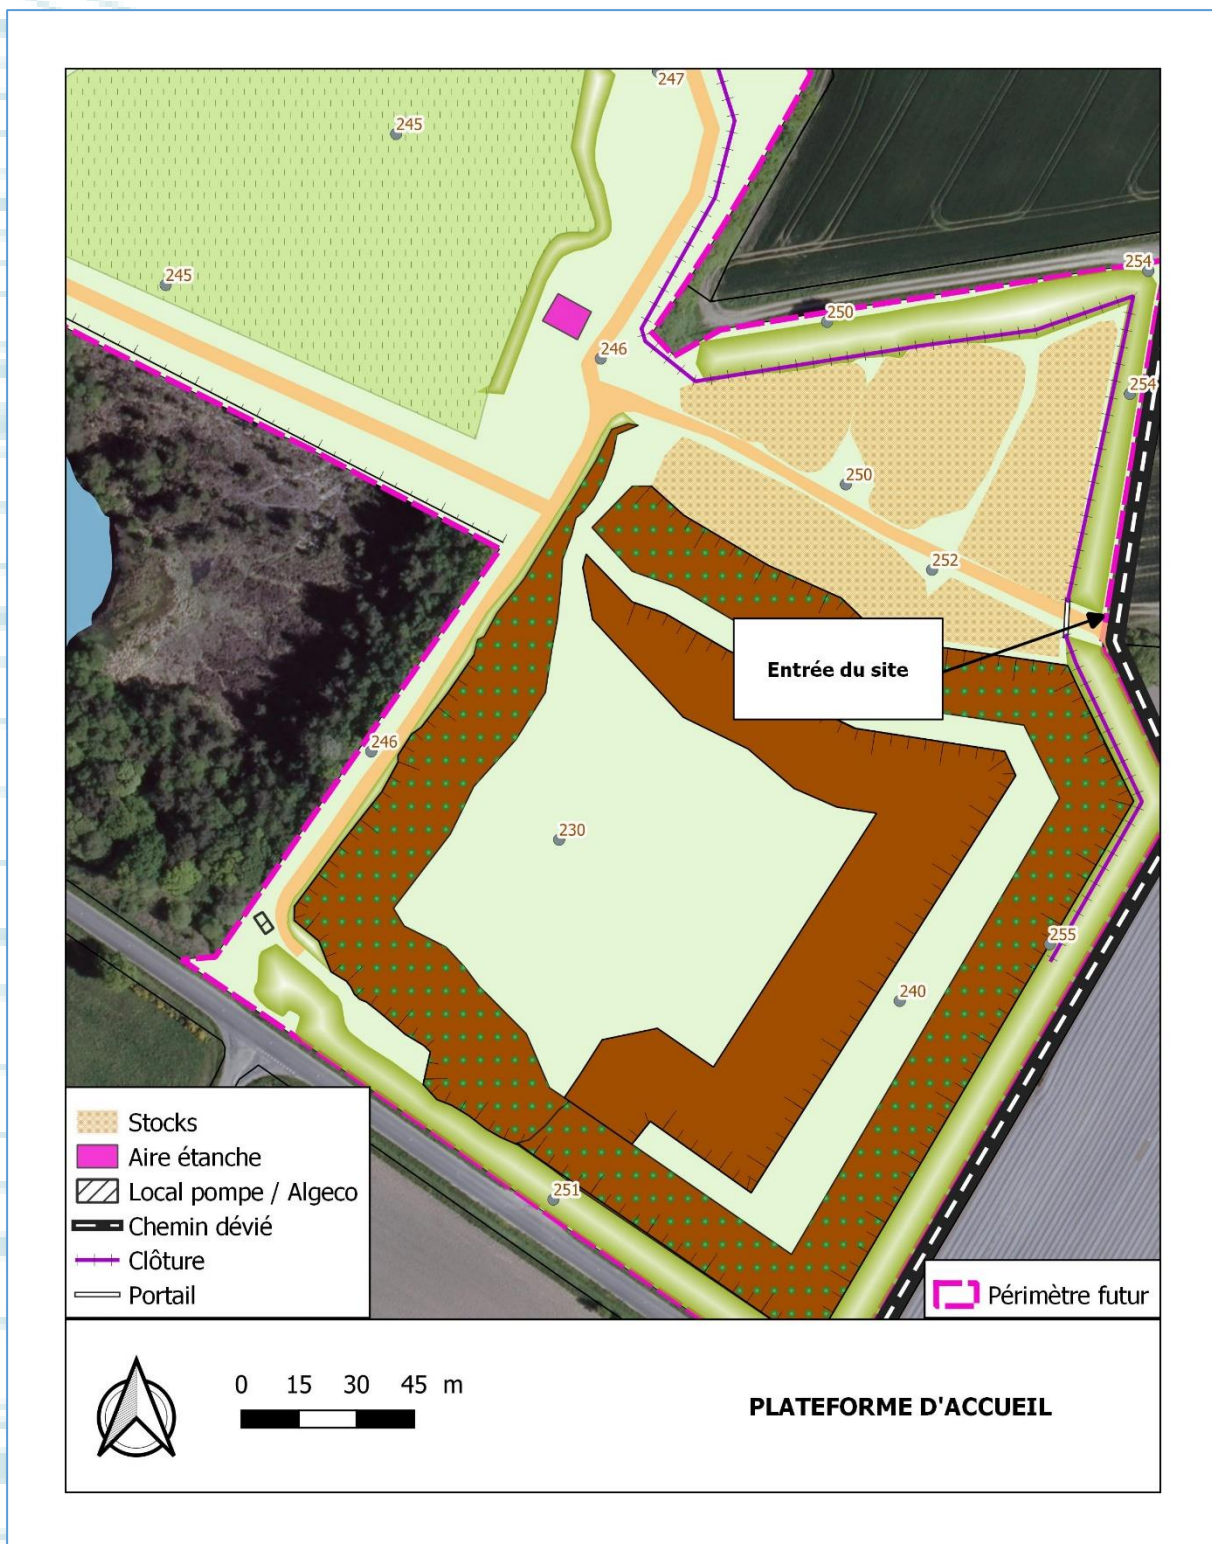 247
245
254
245
250
246
254
250
252
Entrée du site
246
230
255
240
251
Stocks
Aire étanche
Local pompe / Algeco
Chemin dévié
Clôture
Portail
Périmètre futur
0 15 30 45 m
PLATEFORME D'ACCUEIL